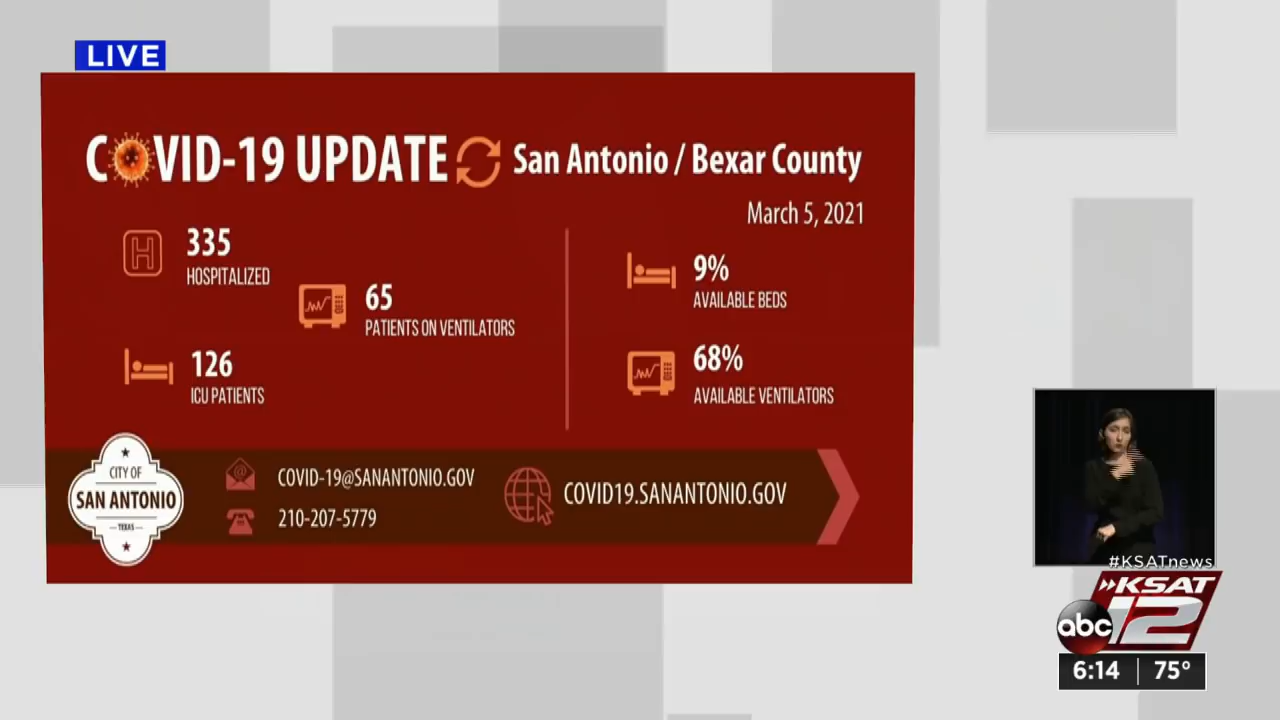 LIVE
COVID-19 UPDATE
San Antonio / Bexar County
March 5, 2021
335
HOSPITALIZED
65
PATIENTS ON VENTILATORS
126
ICU PATIENTS
9%
AVAILABLE BEDS
68%
AVAILABLE VENTILATORS
CITY OF
SAN ANTONIO
TEXAS
COVID-19@SANANTONIO.GOV
210-207-5779
COVID19.SANANTONIO.GOV
#KSATnews
KSAT
abc 12
6:14 75°